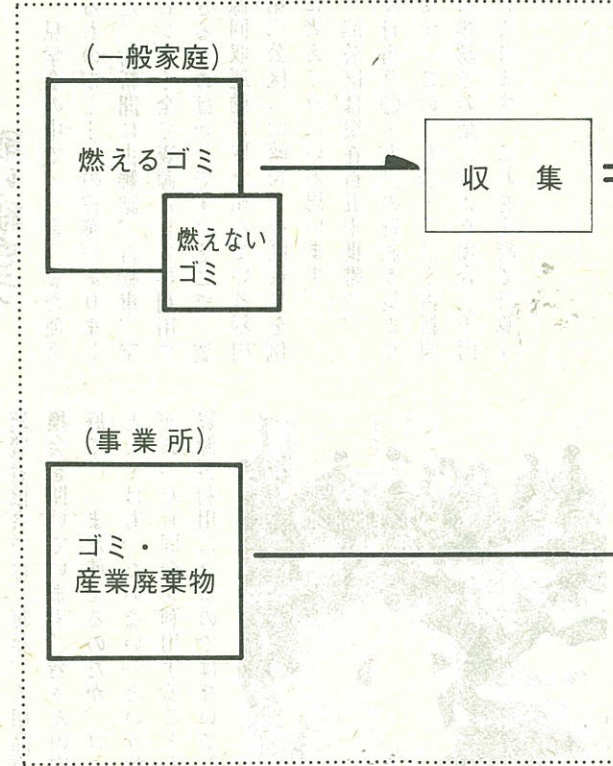 (一般家庭)
燃えるゴミ
燃えない
ゴミ
収 集
(事業所)
ゴミ・
産業廃棄物